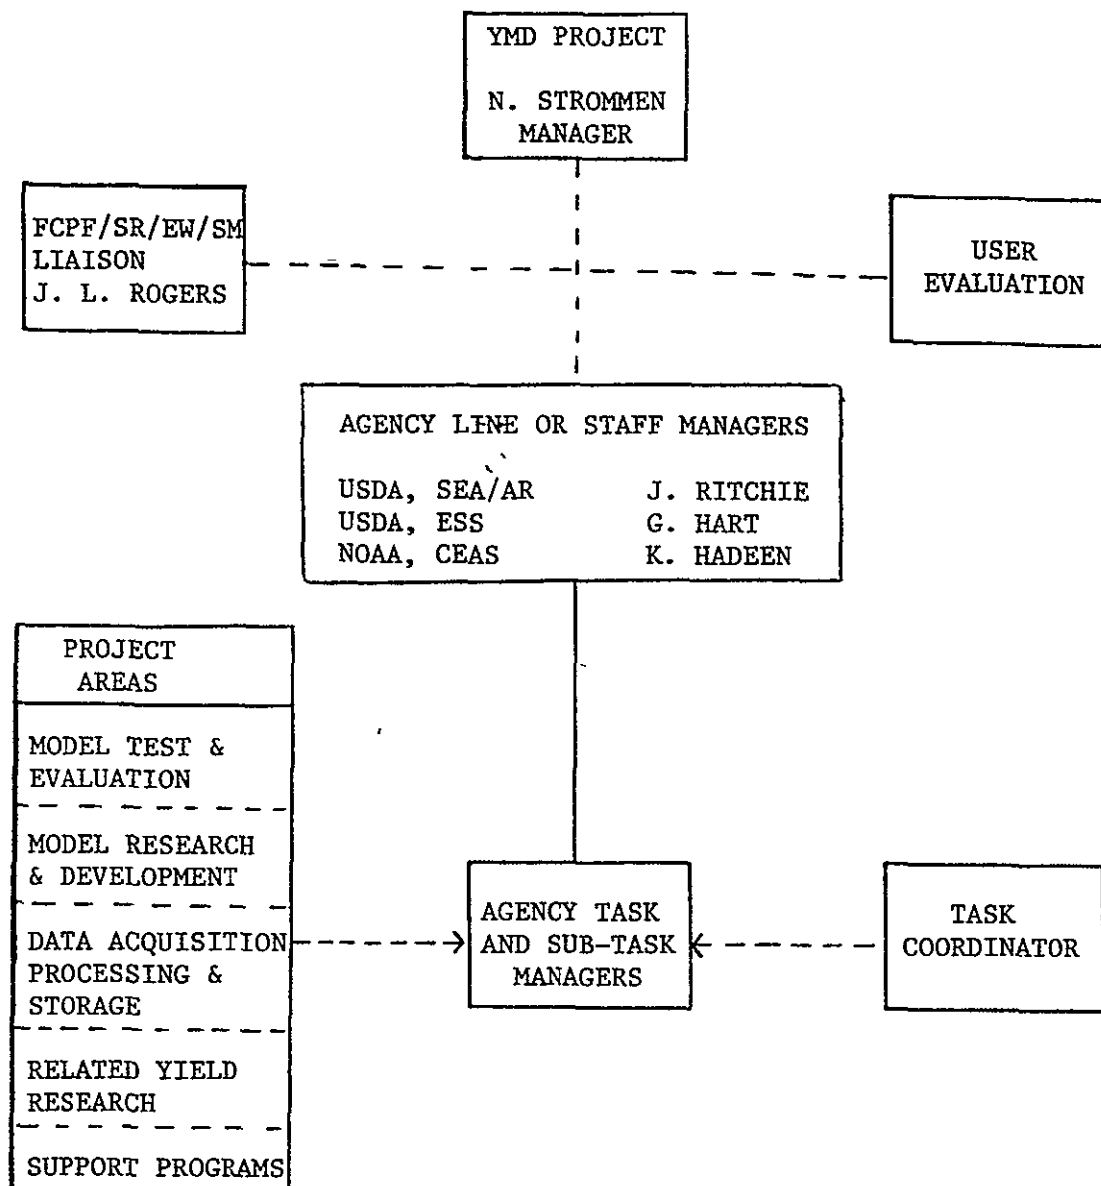 YMD PROJECT
N. STROMMEN
MANAGER
FCPF/SR/EW/SM
LIAISON
J. L. ROGERS
USER
EVALUATION
AGENCY LINE OR STAFF MANAGERS
USDA, SEA/AR J. RITCHIE
USDA, ESS G. HART
NOAA, CEAS K. HADEEN
PROJECT
AREAS
MODEL TEST &
EVALUATION
MODEL RESEARCH
& DEVELOPMENT
DATA ACQUISITION
PROCESSING &
STORAGE
RELATED YIELD
RESEARCH
SUPPORT PROGRAMS
AGENCY TASK
AND SUB-TASK
MANAGERS
TASK
COORDINATOR